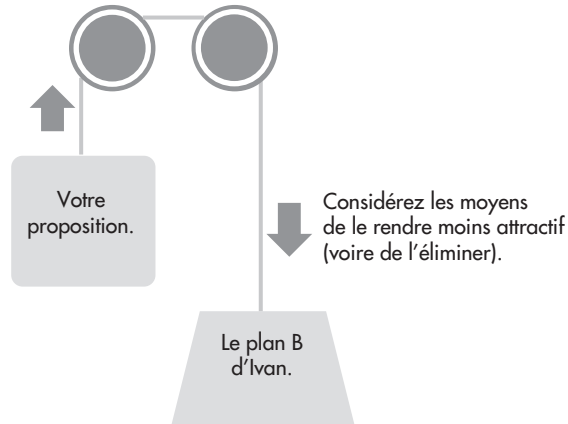 Votre
proposition.
Considérez les moyens
de le rendre moins attractif
(voire de l'éliminer).
Le plan B
d'Ivan.